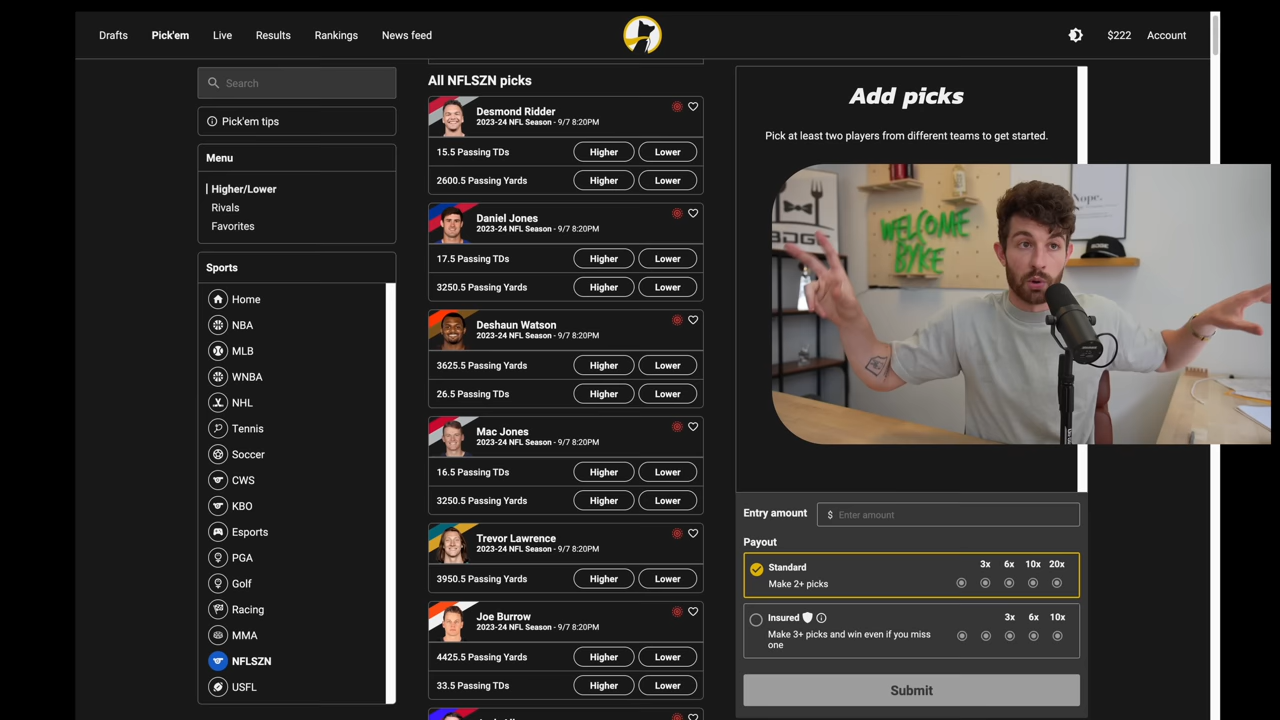 Drafts
Pick'em
Live
Results
Rankings
News feed
$222
Account
Search
Pick'em tips
Menu
Higher/Lower
Rivals
Favorites
Sports
Home
NBA
MLB
WNBA
NHL
Tennis
Soccer
CWS
KBO
Esports
PGA
Golf
Racing
MMA
NFLSZN
USFL
All NFLSZN picks
Desmond Ridder
2023-24 NFL Season - 9/7 8:20PM
15.5 Passing TDs Higher Lower
2600.5 Passing Yards Higher Lower
Daniel Jones
2023-24 NFL Season - 9/7 8:20PM
17.5 Passing TDs Higher Lower
3250.5 Passing Yards Higher Lower
Deshaun Watson
2023-24 NFL Season - 9/7 8:20PM
3625.5 Passing Yards Higher Lower
26.5 Passing TDs Higher Lower
Mac Jones
2023-24 NFL Season - 9/7 8:20PM
16.5 Passing TDs Higher Lower
3250.5 Passing Yards Higher Lower
Trevor Lawrence
2023-24 NFL Season - 9/7 8:20PM
3950.5 Passing Yards Higher Lower
Joe Burrow
2023-24 NFL Season - 9/7 8:20PM
4425.5 Passing Yards Higher Lower
33.5 Passing TDs Higher Lower
Add picks
Pick at least two players from different teams to get started.
BDGE
WELCOME
BYKE
Nope.
Entry amount $ Enter amount
Payout
Standard 3x 6x 10x 20x
Make 2+ picks
Insured 3x 6x 10x
Make 3+ picks and win even if you miss
one
Submit